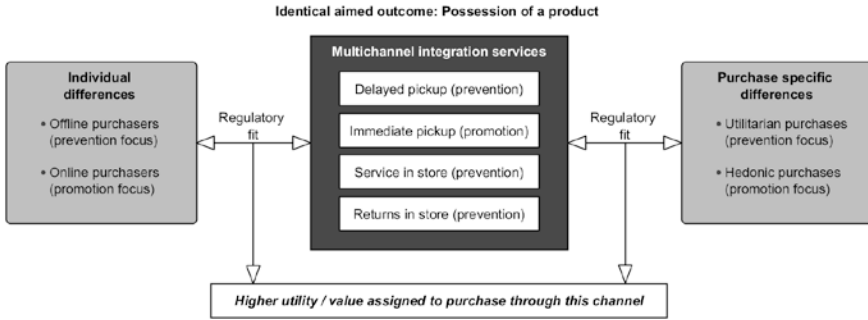 Identical aimed outcome: Possession of a product
Individual
differences
• Offline purchasers
(prevention focus)
• Online purchasers
(promotion focus)
Regulatory
fit
Multichannel integration services
Delayed pickup (prevention)
Immediate pickup (promotion)
Service in store (prevention)
Returns in store (prevention)
Regulatory
fit
Purchase specific
differences
• Utilitarian purchases
(prevention focus)
• Hedonic purchases
(promotion focus)
Higher utility / value assigned to purchase through this channel